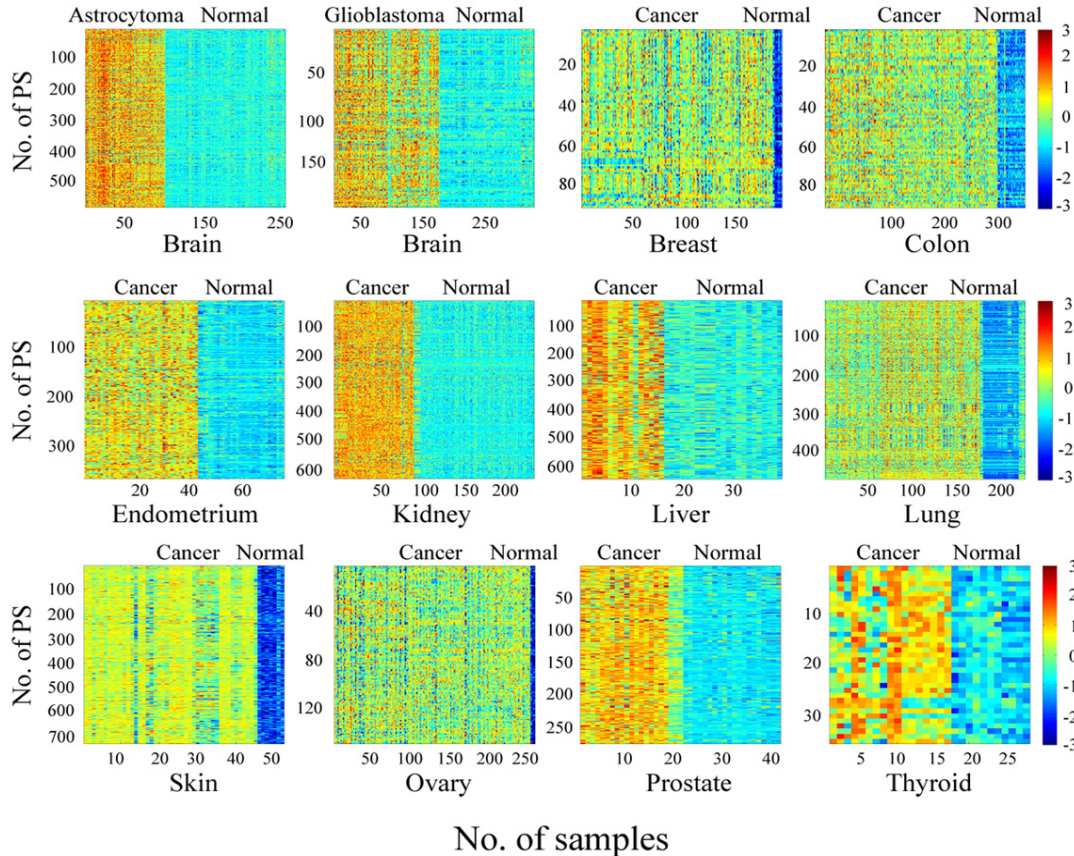 Astrocytoma Normal Glioblastoma Normal Cancer Normal Cancer Normal
No. of PS
100
200
300
400
500
50 150 250
Brain
50
100
150
50 150 250
Brain
20
40
60
80
50 100 150
Breast
20
40
60
80
100 200 300
Colon
3
2
1
0
-1
-2
-3
Cancer Normal Cancer Normal Cancer Normal Cancer Normal
No. of PS
100
200
300
20 40 60
Endometrium
100
200
300
400
500
600
50 100 150 200
Kidney
100
200
300
400
500
600
10 20 30
Liver
100
200
300
400
50 100 150 200
Lung
3
2
1
0
-1
-2
-3
Cancer Normal Cancer Normal Cancer Normal Cancer Normal
No. of PS
100
200
300
400
500
600
700
10 20 30 40 50
Skin
40
80
120
50 100 150 200 250
Ovary
50
100
150
200
250
10 20 30 40
Prostate
10
20
30
5 10 15 20 25
Thyroid
3
2
1
0
-1
-2
-3
No. of samples